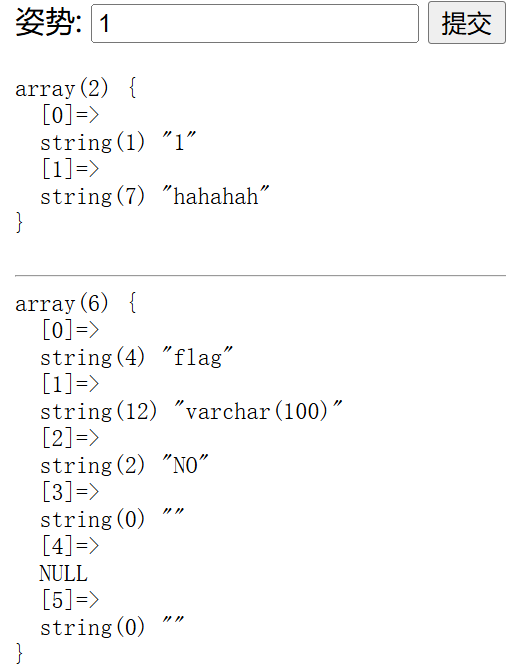 姿势: 1 提交
array(2) {
  [0]=>
  string(1) "1"
  [1]=>
  string(7) "hahahah"
}
array(6) {
  [0]=>
  string(4) "flag"
  [1]=>
  string(12) "varchar(100)"
  [2]=>
  string(2) "NO"
  [3]=>
  string(0) ""
  [4]=>
  NULL
  [5]=>
  string(0) ""
}